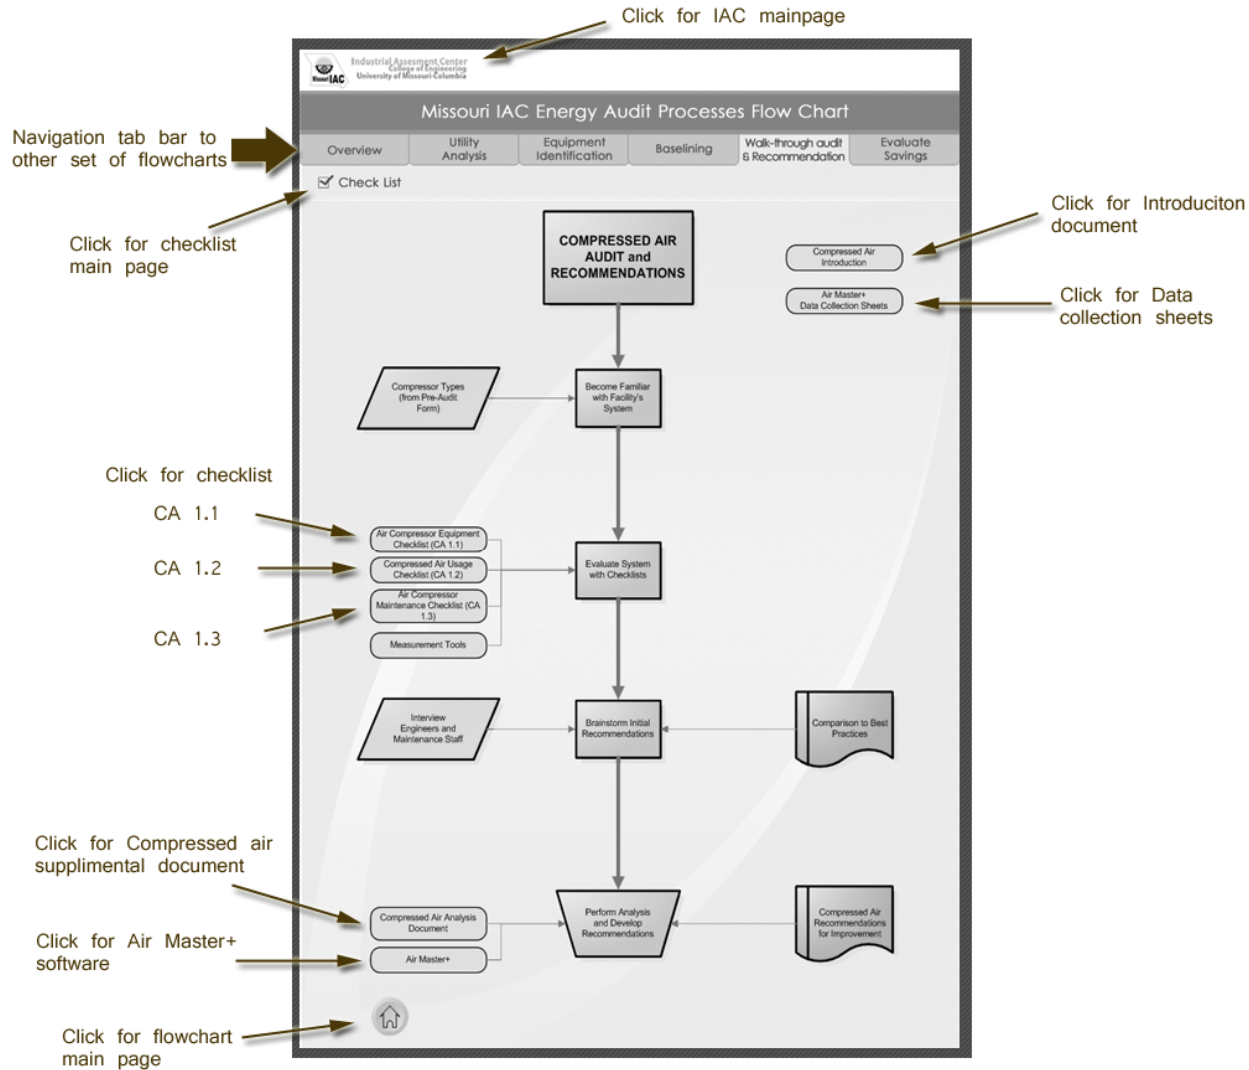 Click for IAC mainpage
Industrial Assesment Center
College of Engineering
University of Missouri-Columbia
Missouri IAC
Missouri IAC Energy Audit Processes Flow Chart
Navigation tab bar to
other set of flowcharts
Overview
Utility
Analysis
Equipment
Identification
Baselining
Walk-through audit
& Recommendation
Evaluate
Savings
Check List
Click for checklist
main page
COMPRESSED AIR
AUDIT and
RECOMMENDATIONS
Compressed Air
Introduction
Click for Introduciton
document
Air Master+
Data Collection Sheets
Click for Data
collection sheets
Compressor Types
(from Pre-Audit
Form)
Become Familiar
with Facility's
System
Click for checklist
CA 1.1
CA 1.2
CA 1.3
Air Compressor Equipment
Checklist (CA 1.1)
Compressed Air Usage
Checklist (CA 1.2)
Air Compressor
Maintenance Checklist (CA
1.3)
Measurement Tools
Evaluate System
with Checklists
Interview
Engineers and
Maintenance Staff
Brainstorm Initial
Recommendations
Comparison to Best
Practices
Click for Compressed air
supplimental document
Click for Air Master+
software
Compressed Air Analysis
Document
Air Master+
Perform Analysis
and Develop
Recommendations
Compressed Air
Recommendations
for Improvement
Click for flowchart
main page